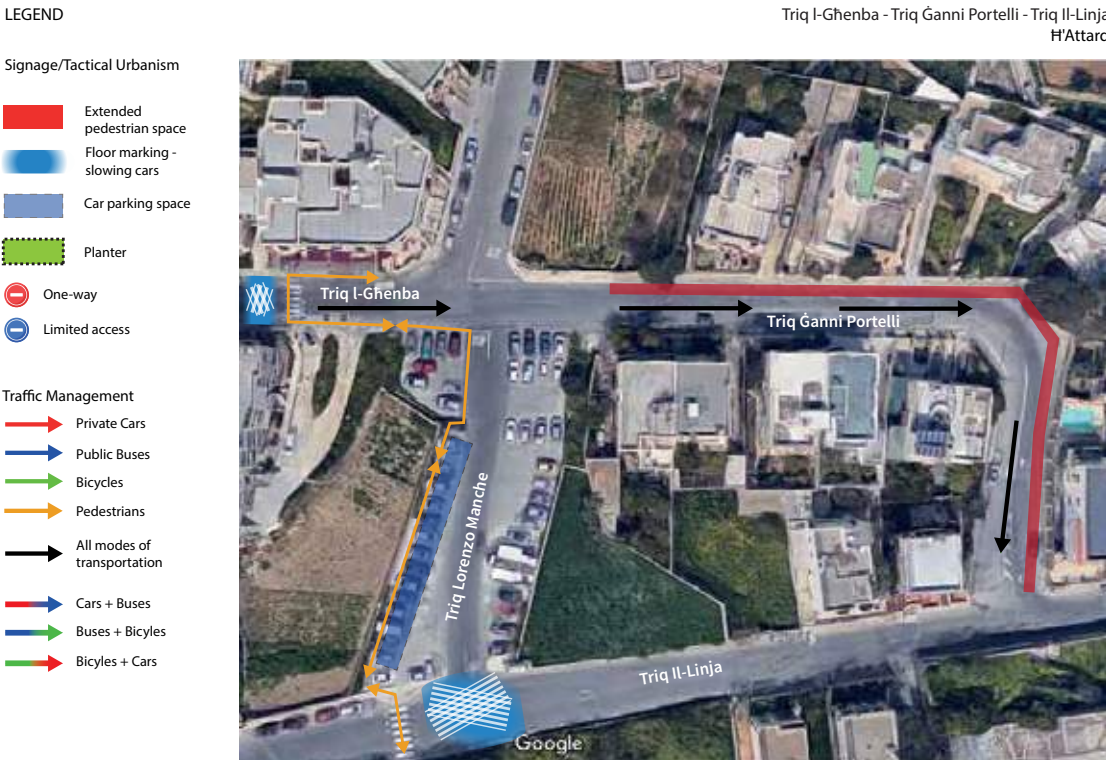 LEGEND
Triq l-Għenba - Triq Ġanni Portelli - Triq Il-Linja
Ħ'Attard
Signage/Tactical Urbanism
Extended
pedestrian space
Floor marking -
slowing cars
Car parking space
Planter
One-way
Limited access
Traffic Management
Private Cars
Public Buses
Bicycles
Pedestrians
All modes of
transportation
Cars + Buses
Buses + Bicyles
Bicyles + Cars
Triq l-Għenba
Triq Ġanni Portelli
Triq Lorenzo Manche
Triq Il-Linja
Google